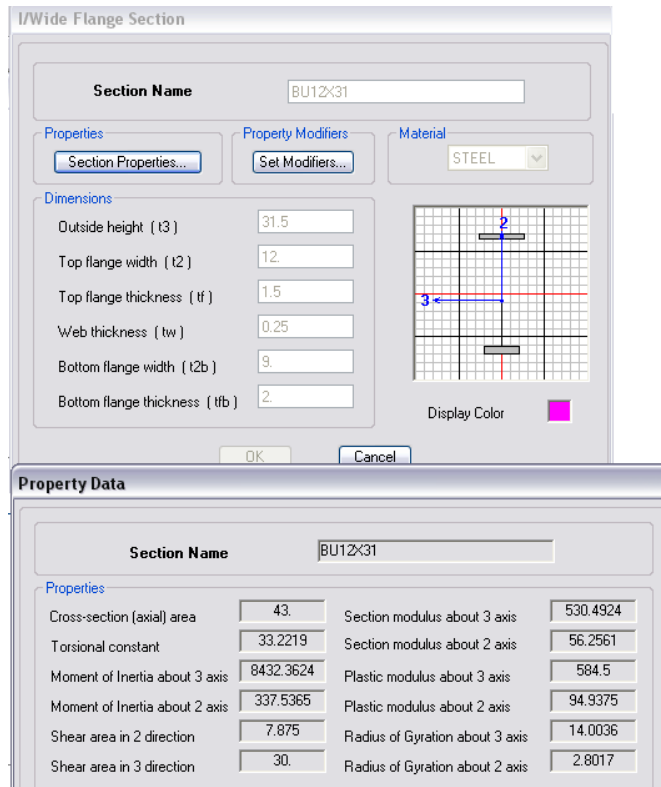 I/Wide Flange Section
Section Name BU12X31
Properties Property Modifiers Material
Section Properties... Set Modifiers... STEEL
Dimensions
Outside height ( t3 ) 31.5
Top flange width ( t2 ) 12.
Top flange thickness ( tf ) 1.5
Web thickness ( tw ) 0.25
Bottom flange width ( t2b ) 9.
Bottom flange thickness ( tfb ) 2.
2
3
Display Color
OK Cancel
Property Data
Section Name BU12X31
Properties
Cross-section (axial) area 43. Section modulus about 3 axis 530.4924
Torsional constant 33.2219 Section modulus about 2 axis 56.2561
Moment of Inertia about 3 axis 8432.3624 Plastic modulus about 3 axis 584.5
Moment of Inertia about 2 axis 337.5365 Plastic modulus about 2 axis 94.9375
Shear area in 2 direction 7.875 Radius of Gyration about 3 axis 14.0036
Shear area in 3 direction 30. Radius of Gyration about 2 axis 2.8017